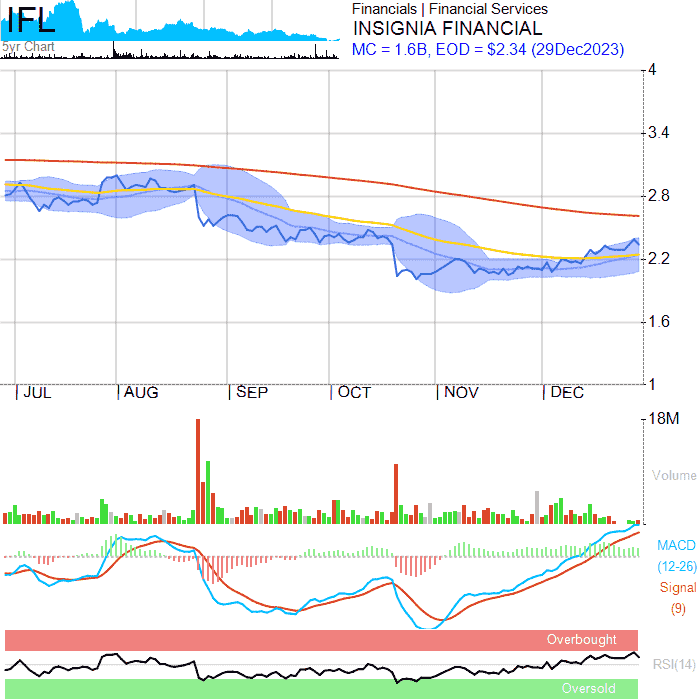 IFL
5yr Chart
Financials | Financial Services
INSIGNIA FINANCIAL
MC = 1.6B, EOD = $2.34 (29Dec2023)
4
3.4
2.8
2.2
1.6
1
JUL AUG SEP OCT NOV DEC
18M
Volume
MACD
(12-26)
Signal
(9)
Overbought
RSI(14)
Oversold